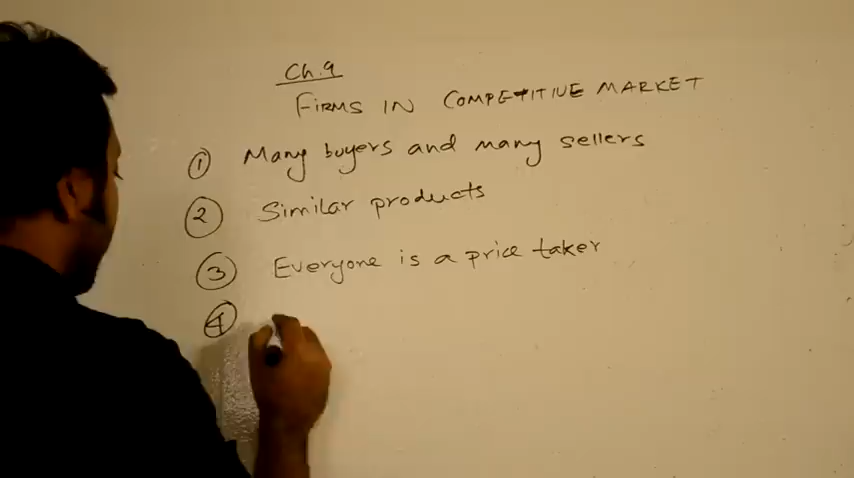 Ch.9
FIRMS IN COMPETITIVE MARKET
① Many buyers and many sellers
② Similar products
③ Everyone is a price taker
④